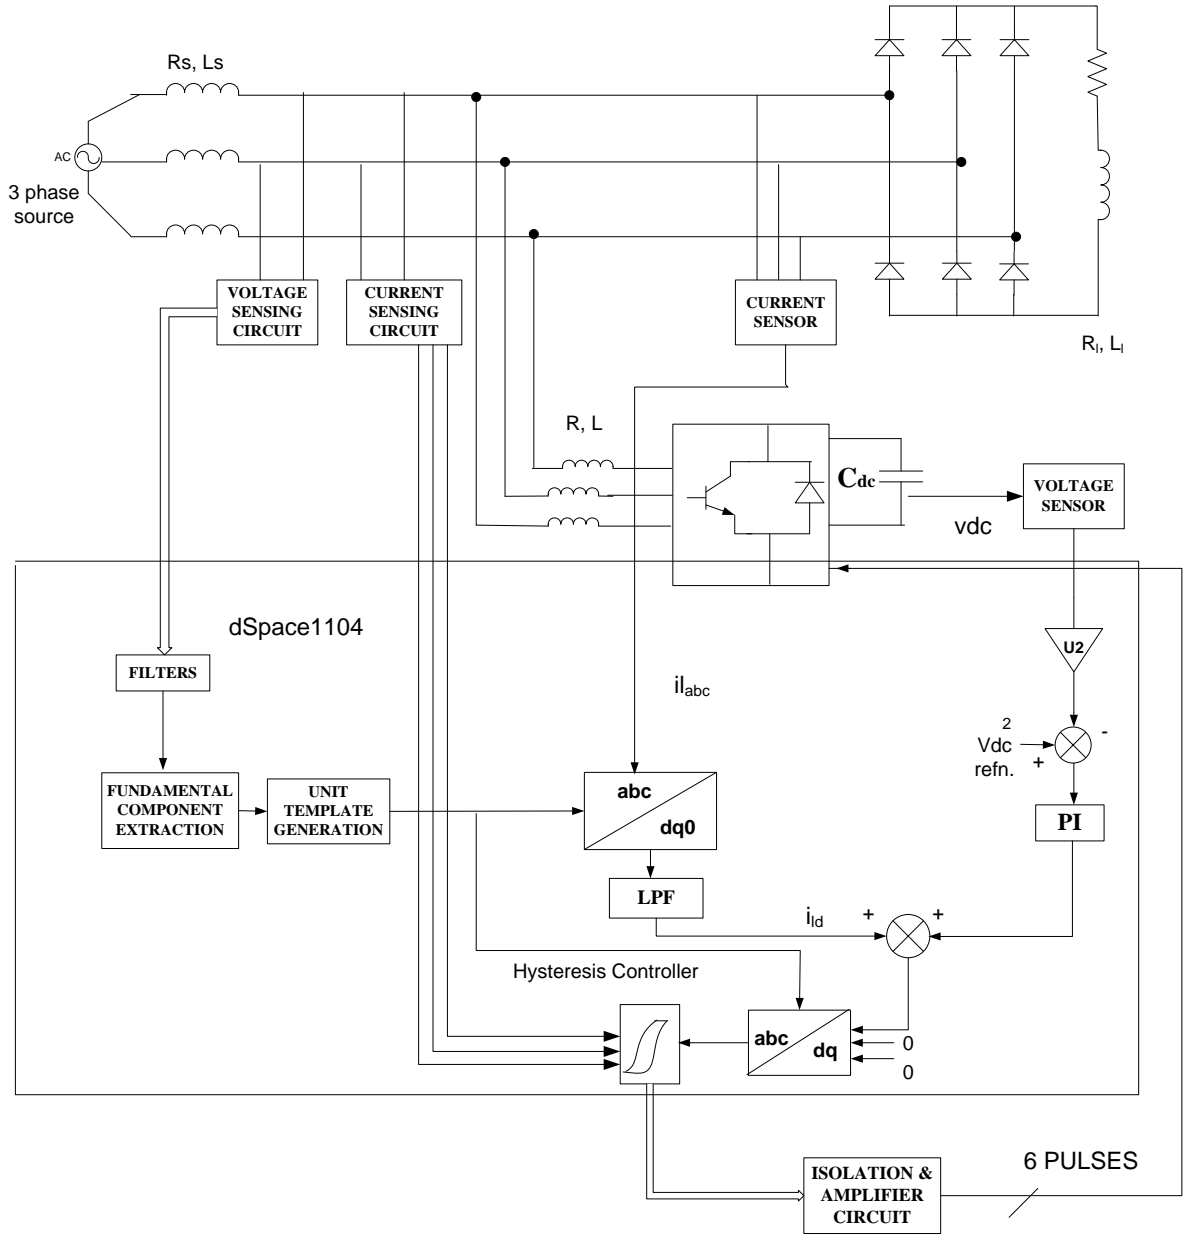 Rs, Ls
AC
3 phase
source
VOLTAGE
SENSING
CIRCUIT
CURRENT
SENSING
CIRCUIT
CURRENT
SENSOR
Rl, Ll
R, L
Cdc
VOLTAGE
SENSOR
vdc
dSpace1104
U2
FILTERS
ilabc
2
Vdc
refn.
-
+
FUNDAMENTAL
COMPONENT
EXTRACTION
UNIT
TEMPLATE
GENERATION
abc
dq0
PI
LPF
ild
+
+
Hysteresis Controller
abc
dq
0
0
6 PULSES
ISOLATION &
AMPLIFIER
CIRCUIT